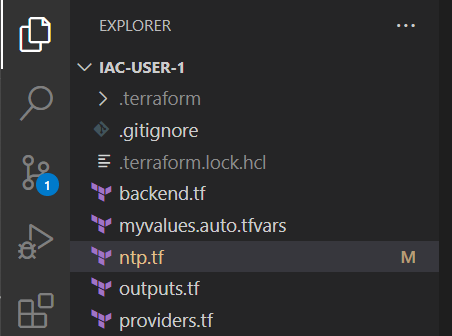 EXPLORER
IAC-USER-1
.terraform
.gitignore
.terraform.lock.hcl
1
backend.tf
myvalues.auto.tfvars
ntp.tf M
outputs.tf
providers.tf